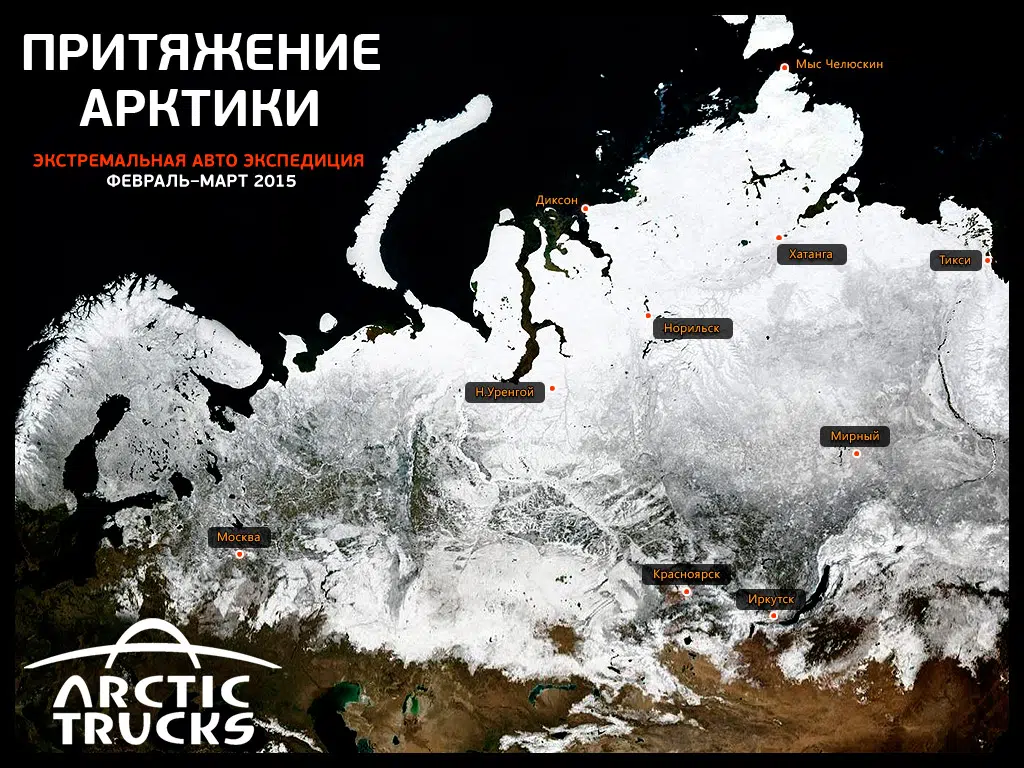 ПРИТЯЖЕНИЕ
АРКТИКИ
ЭКСТРЕМАЛЬНАЯ АВТО ЭКСПЕДИЦИЯ
ФЕВРАЛЬ–МАРТ 2015
Мыс Челюскин
Диксон
Хатанга
Тикси
Норильск
Н.Уренгой
Мирный
Москва
Красноярск
Иркутск
ARCTIC
TRUCKS